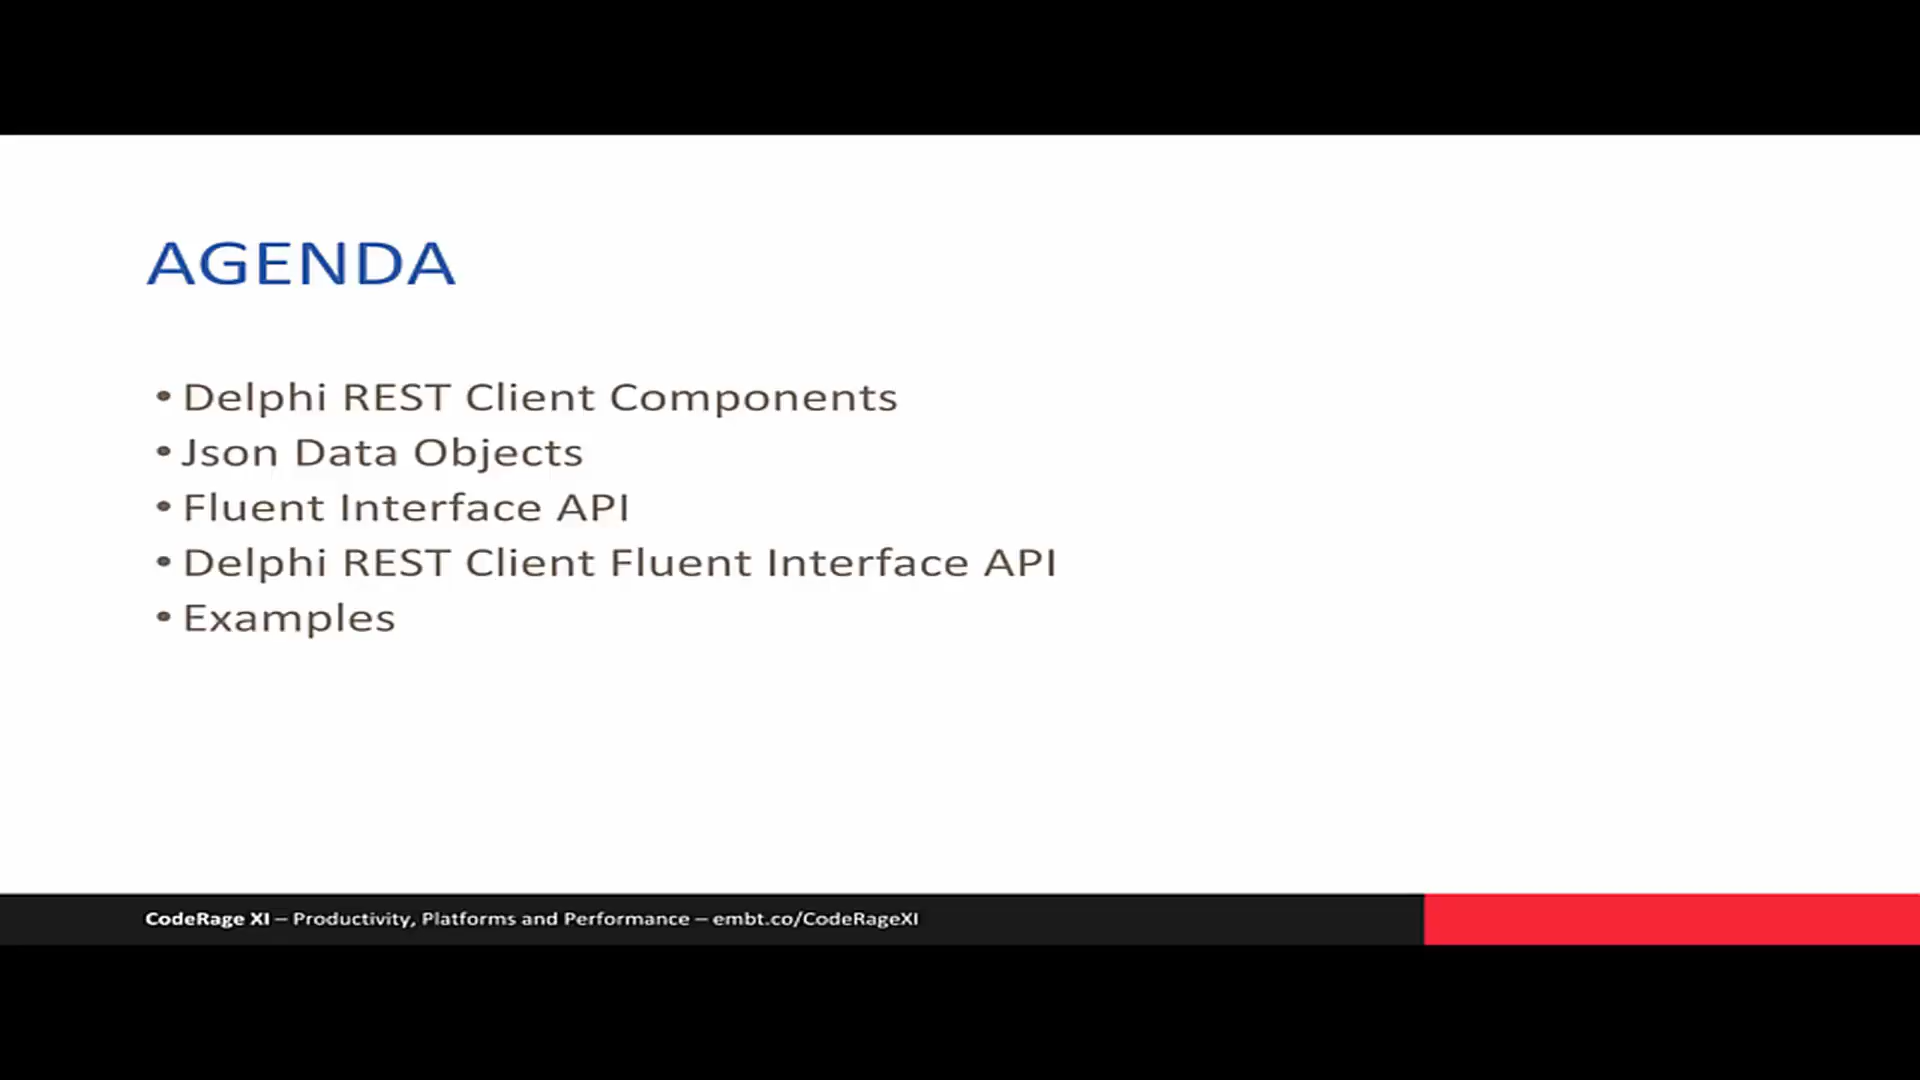 AGENDA
• Delphi REST Client Components
• Json Data Objects
• Fluent Interface API
• Delphi REST Client Fluent Interface API
• Examples
CodeRage XI – Productivity, Platforms and Performance – embt.co/CodeRageXI